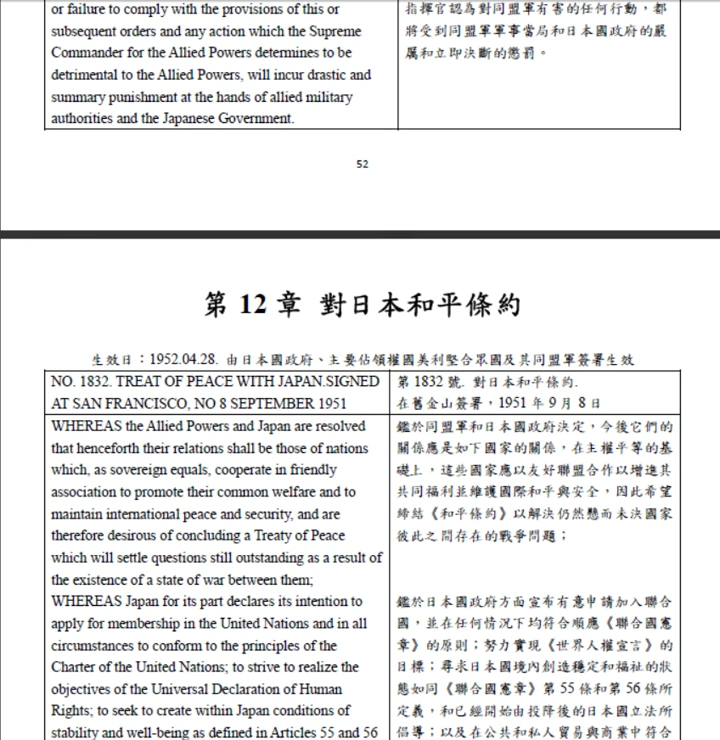 or failure to comply with the provisions of this or
subsequent orders and any action which the Supreme
Commander for the Allied Powers determines to be
detrimental to the Allied Powers, will incur drastic and
summary punishment at the hands of allied military
authorities and the Japanese Government.
指揮官認為對同盟軍有害的任何行動，都
將受到同盟軍軍事當局和日本國政府的嚴
厲和立即決斷的懲罰。
52
第 12 章 對日本和平條約
生效日：1952.04.28. 由日本國政府、主要佔領權國美利堅合眾國及其同盟軍簽署生效
NO. 1832. TREAT OF PEACE WITH JAPAN.SIGNED
AT SAN FRANCISCO, NO 8 SEPTEMBER 1951
第 1832 號. 對日本和平條約.
在舊金山簽署，1951 年 9 月 8 日
WHEREAS the Allied Powers and Japan are resolved
that henceforth their relations shall be those of nations
which, as sovereign equals, cooperate in friendly
association to promote their common welfare and to
maintain international peace and security, and are
therefore desirous of concluding a Treaty of Peace
which will settle questions still outstanding as a result of
the existence of a state of war between them;
鑑於同盟軍和日本國政府決定，今後它們的
關係應是如下國家的關係，在主權平等的基
礎上，這些國家應以友好聯盟合作以增進其
共同福利並維護國際和平與安全，因此希望
締結《和平條約》以解決仍然懸而未決國家
彼此之間存在的戰爭問題；
WHEREAS Japan for its part declares its intention to
apply for membership in the United Nations and in all
circumstances to conform to the principles of the
Charter of the United Nations; to strive to realize the
objectives of the Universal Declaration of Human
Rights; to seek to create within Japan conditions of
stability and well-being as defined in Articles 55 and 56
鑑於日本國政府方面宣布有意申請加入聯合
國，並在任何情況下均符合順應《聯合國憲
章》的原則；努力實現《世界人權宣言》的
目標；尋求日本國境內創造穩定和福祉的狀
態如同《聯合國憲章》第 55 條和第 56 條所
定義，和已經開始由投降後的日本國立法所
倡導；以及在公共和私人貿易與商業中符合